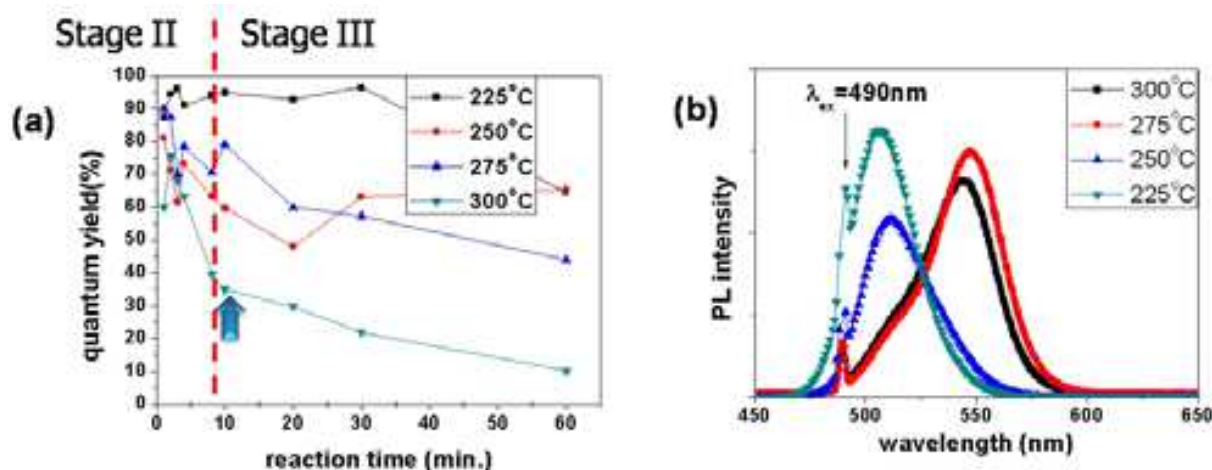 Stage II Stage III
(a)
quantum yield(%)
100
90
80
70
60
50
40
30
20
10
0
225°C
250°C
275°C
300°C
0 10 20 30 40 50 60
reaction time (min.)
(b)
PL intensity
λex=490nm
300°C
275°C
250°C
225°C
450 500 550 600 650
wavelength (nm)